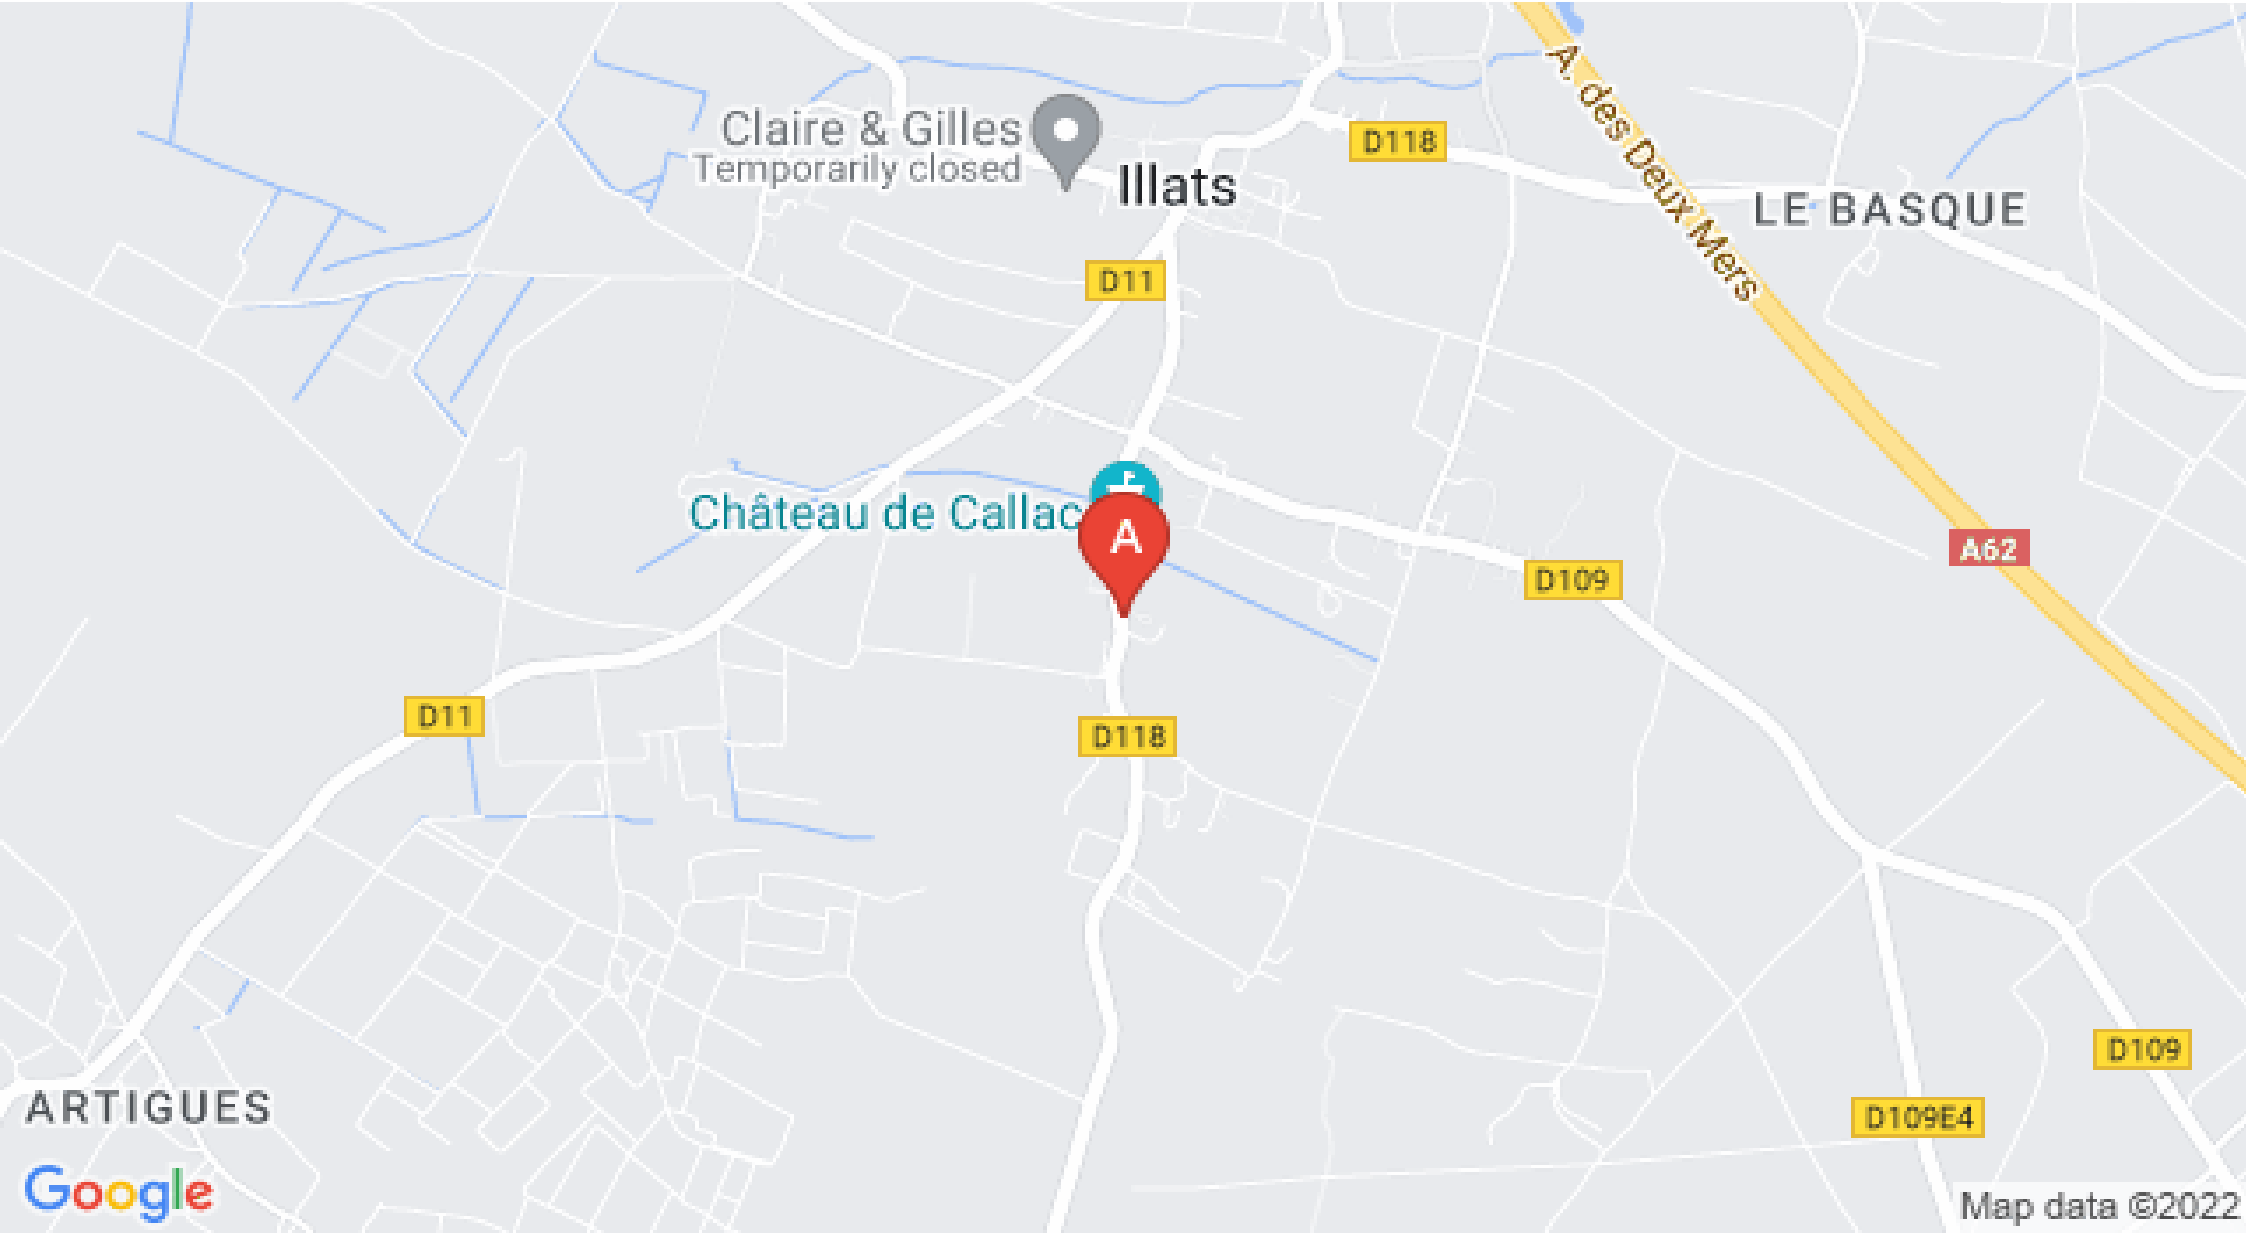 A. des Deux Mers
Claire & Gilles
Temporarily closed
D118
Illats
LE BASQUE
D11
Château de Callac
A
A62
D109
D11
D118
D109
ARTIGUES
D109E4
Google
Map data ©2022